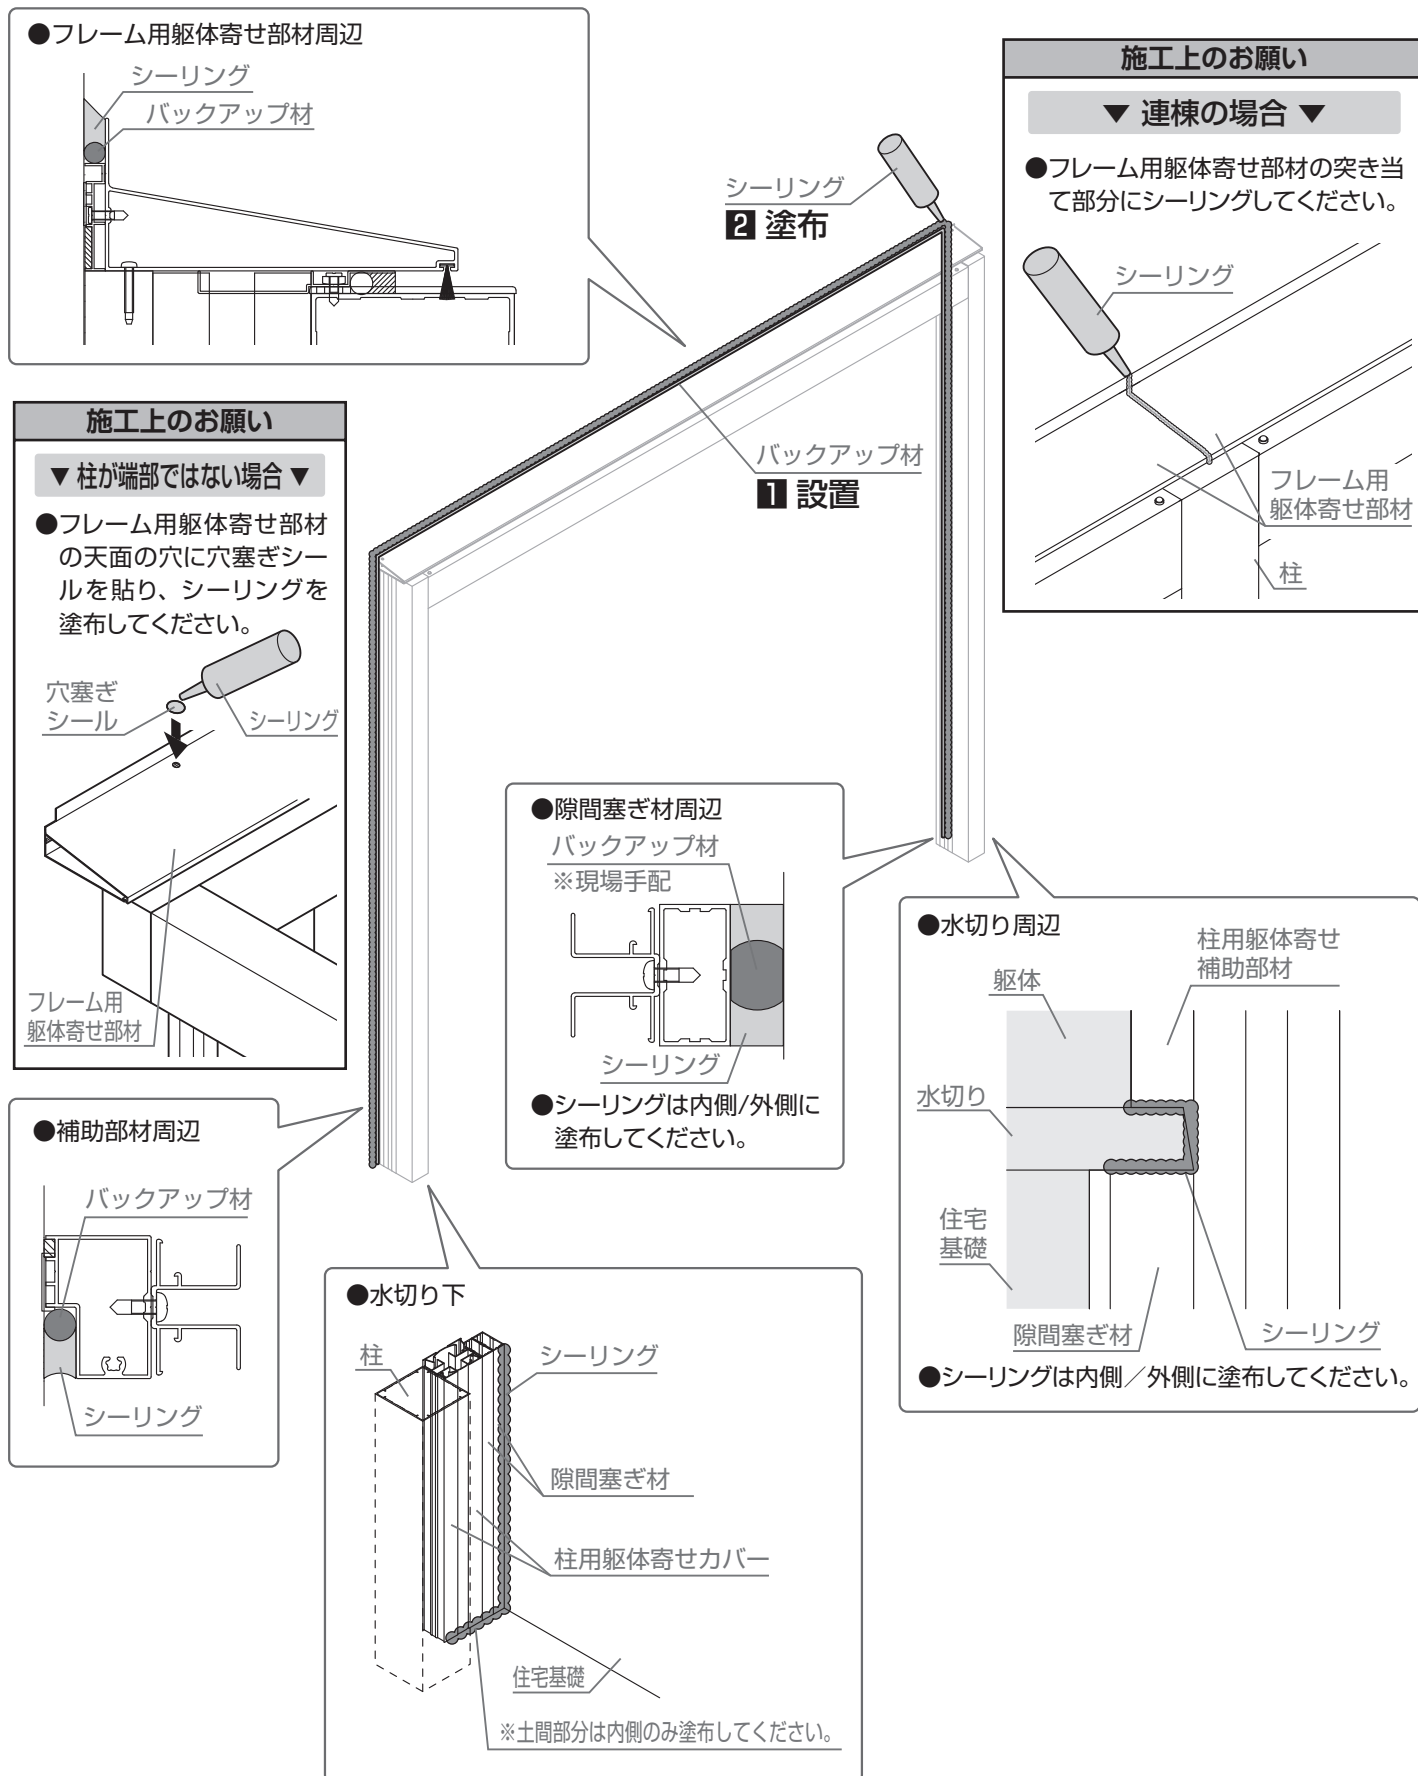 ●フレーム用躯体寄せ部材周辺
シーリング
バックアップ材
シーリング
2 塗布
バックアップ材
1 設置
施工上のお願い
▼ 連棟の場合 ▼
●フレーム用躯体寄せ部材の突き当
て部分にシーリングしてください。
シーリング
フレーム用
躯体寄せ部材
柱
施工上のお願い
▼ 柱が端部ではない場合 ▼
●フレーム用躯体寄せ部材
の天面の穴に穴塞ぎシー
ルを貼り、シーリングを
塗布してください。
穴塞ぎ
シール
シーリング
フレーム用
躯体寄せ部材
●隙間塞ぎ材周辺
バックアップ材
※現場手配
シーリング
●シーリングは内側/外側に
塗布してください。
●水切り周辺
柱用躯体寄せ
補助部材
躯体
水切り
住宅
基礎
隙間塞ぎ材
シーリング
●シーリングは内側／外側に塗布してください。
●補助部材周辺
バックアップ材
シーリング
●水切り下
柱
シーリング
隙間塞ぎ材
柱用躯体寄せカバー
住宅基礎
※土間部分は内側のみ塗布してください。